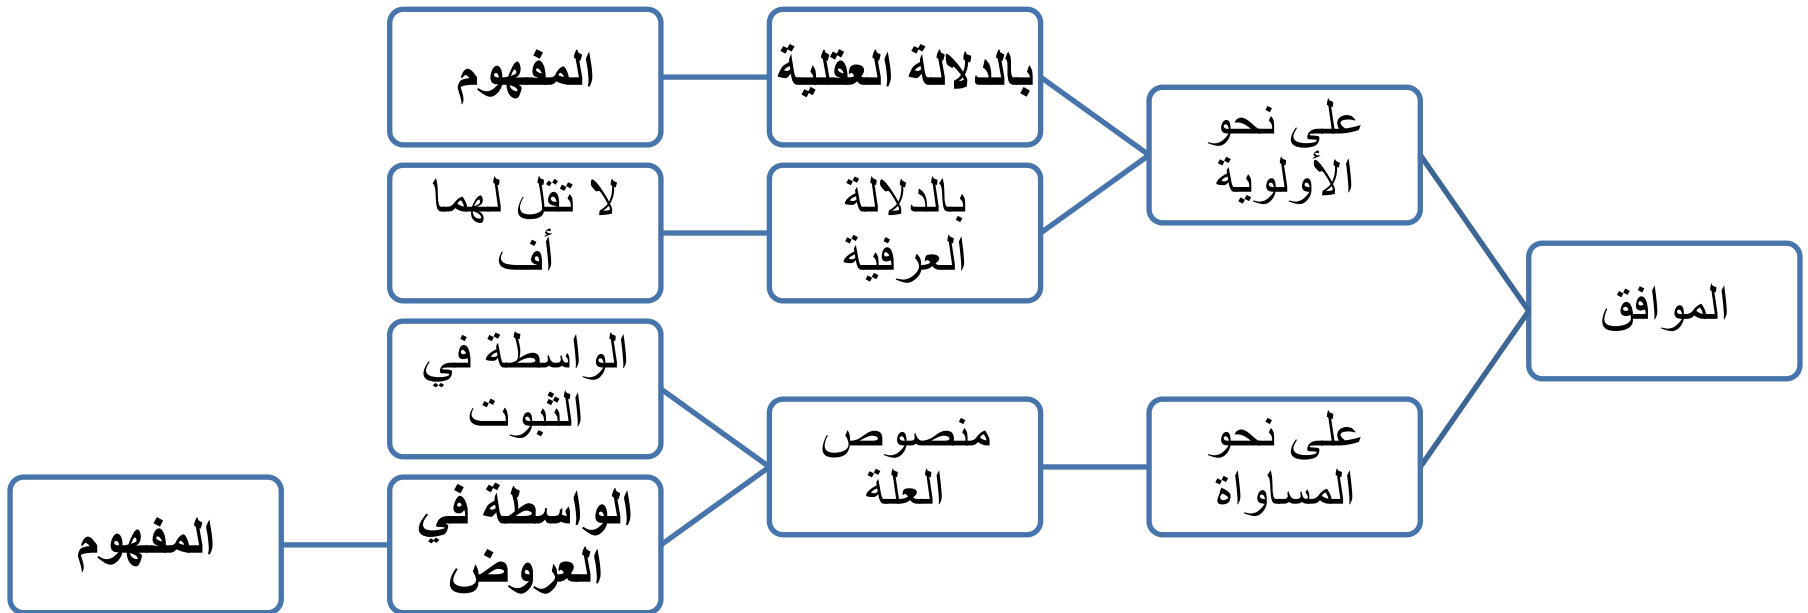 الموافق
على نحو
الأولوية
بالدلالة العقلية
المفهوم
بالدلالة
العرفية
لا تقل لهما
أف
على نحو
المساواة
منصوص
العلة
الواسطة في
الثبوت
الواسطة في
العروض
المفهوم